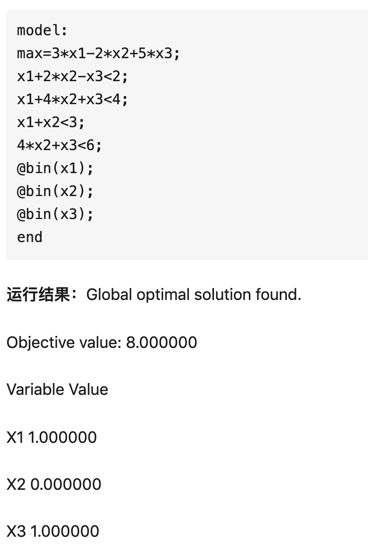 model:
max=3*x1-2*x2+5*x3;
x1+2*x2-x3<2;
x1+4*x2+x3<4;
x1+x2<3;
4*x2+x3<6;
@bin(x1);
@bin(x2);
@bin(x3);
end
运行结果：Global optimal solution found.
Objective value: 8.000000
Variable Value
X1 1.000000
X2 0.000000
X3 1.000000